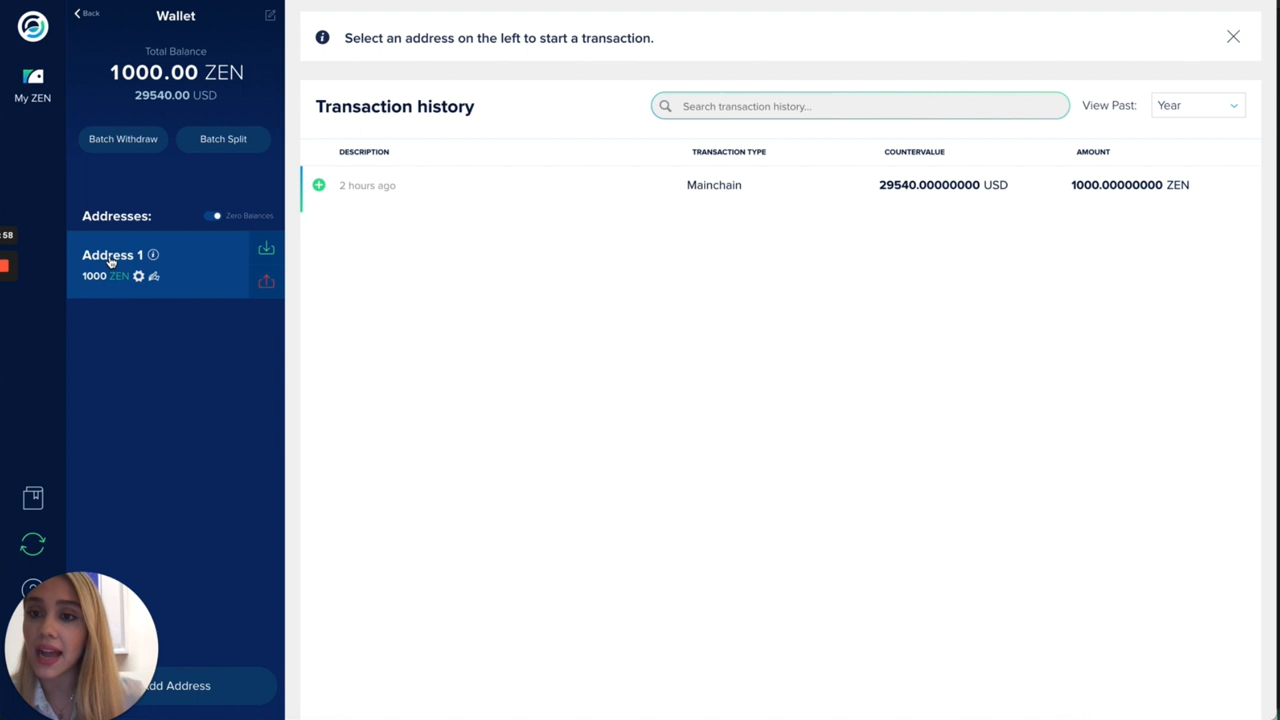 Back
Wallet
Total Balance
1000.00 ZEN
29540.00 USD
Batch Withdraw
Batch Split
My ZEN
Addresses:
Zero Balances
:58
Address 1
1000 ZEN
Address
Select an address on the left to start a transaction.
Transaction history
Search transaction history...
View Past:
Year
DESCRIPTION
TRANSACTION TYPE
COUNTERVALUE
AMOUNT
2 hours ago
Mainchain
29540.00000000 USD
1000.00000000 ZEN